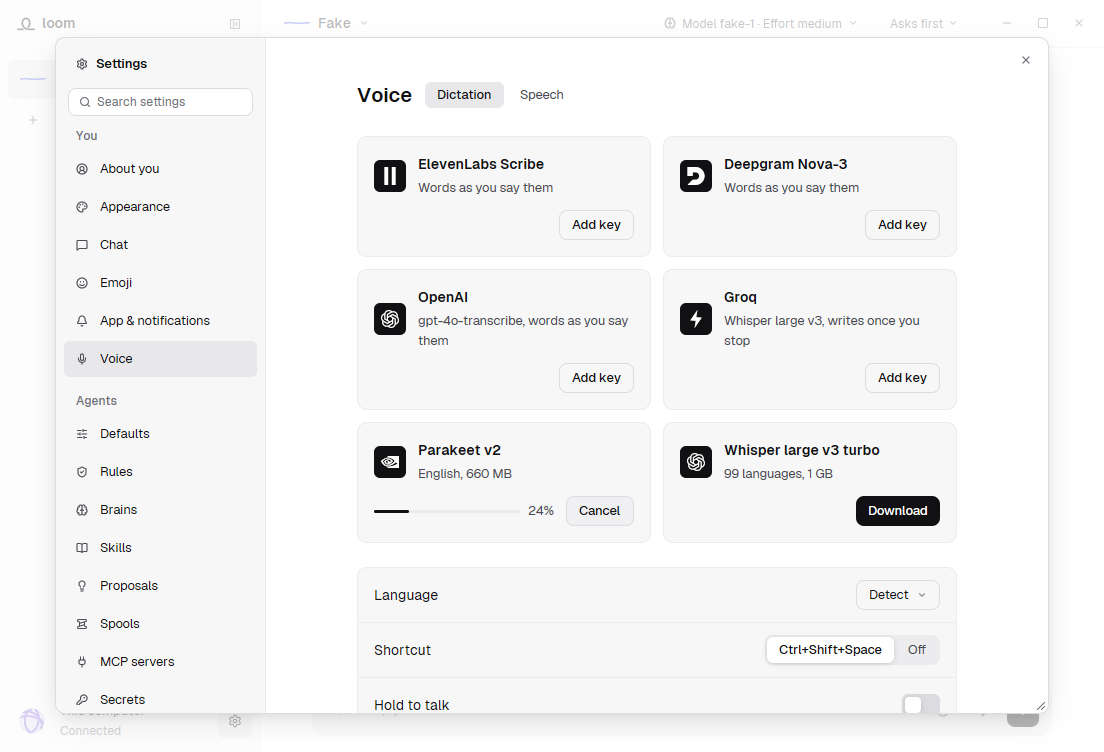 loom
Fake
Model fake-1 · Effort medium
Asks first
Settings
Search settings
You
About you
Appearance
Chat
Emoji
App & notifications
Voice
Agents
Defaults
Rules
Brains
Skills
Proposals
Spools
MCP servers
Secrets
Connected
Voice
Dictation
Speech
ElevenLabs Scribe
Words as you say them
Add key
Deepgram Nova-3
Words as you say them
Add key
OpenAI
gpt-4o-transcribe, words as you say
them
Add key
Groq
Whisper large v3, writes once you
stop
Add key
Parakeet v2
English, 660 MB
24%
Cancel
Whisper large v3 turbo
99 languages, 1 GB
Download
Language
Detect
Shortcut
Ctrl+Shift+Space
Off
Hold to talk